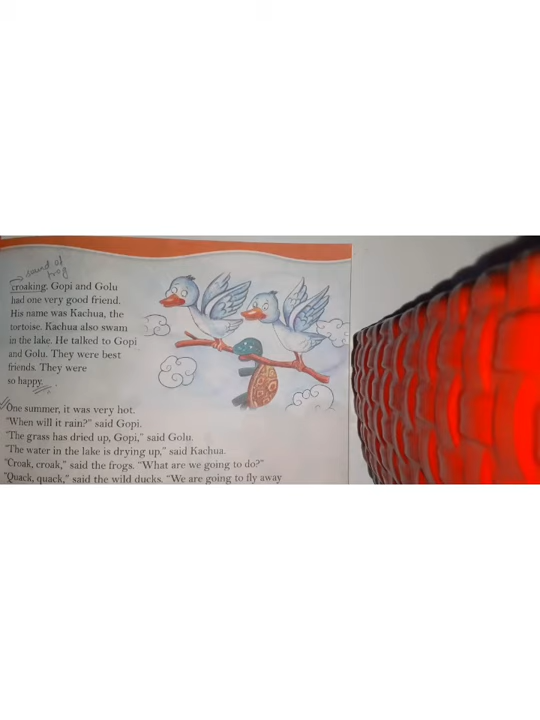 sound of
frog
croaking. Gopi and Golu
had one very good friend.
His name was Kachua, the
tortoise. Kachua also swam
in the lake. He talked to Gopi
and Golu. They were best
friends. They were
so happy.
One summer, it was very hot.
"When will it rain?" said Gopi.
"The grass has dried up, Gopi," said Golu.
"The water in the lake is drying up," said Kachua.
"Croak, croak," said the frogs. "What are we going to do?"
"Quack, quack," said the wild ducks. "We are going to fly away